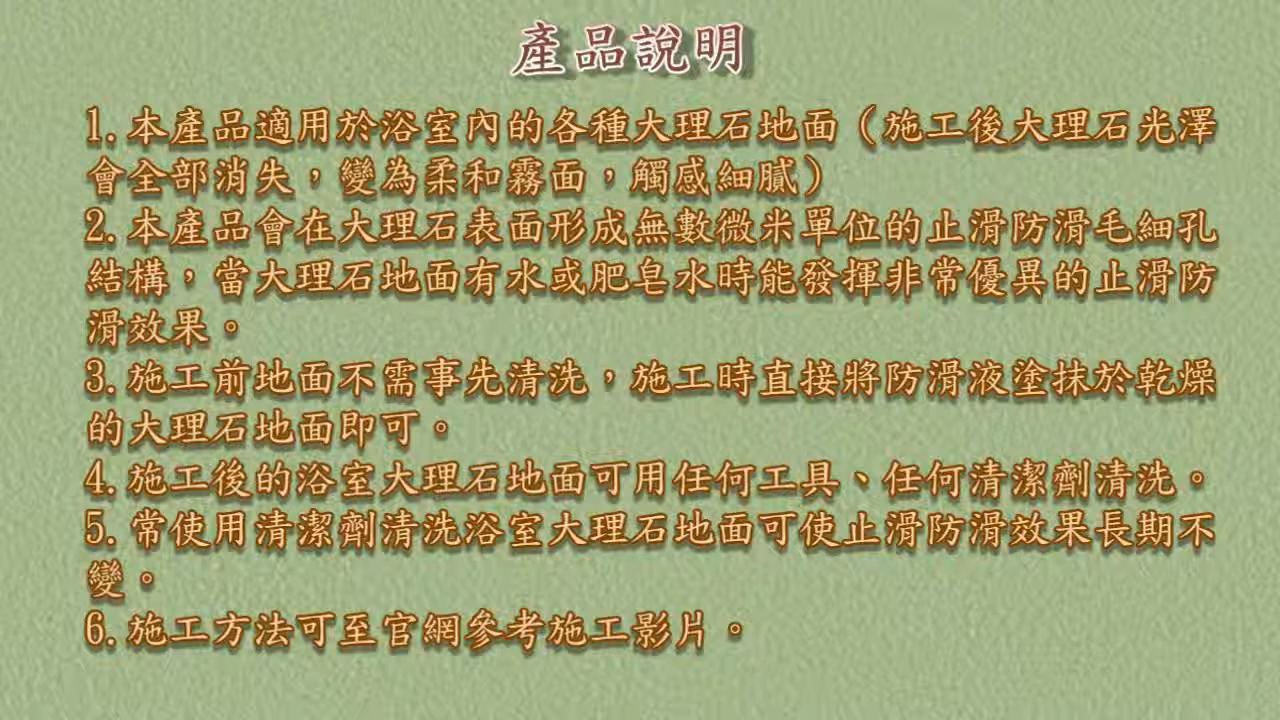 產品說明
1.本產品適用於浴室內的各種大理石地面（施工後大理石光澤
會全部消失，變為柔和霧面，觸感細膩）
2.本產品會在大理石表面形成無數微米單位的止滑防滑毛細孔
結構，當大理石地面有水或肥皂水時能發揮非常優異的止滑防
滑效果。
3.施工前地面不需事先清洗，施工時直接將防滑液塗抹於乾燥
的大理石地面即可。
4.施工後的浴室大理石地面可用任何工具、任何清潔劑清洗。
5.常使用清潔劑清洗浴室大理石地面可使止滑防滑效果長期不
變。
6.施工方法可至官網參考施工影片。